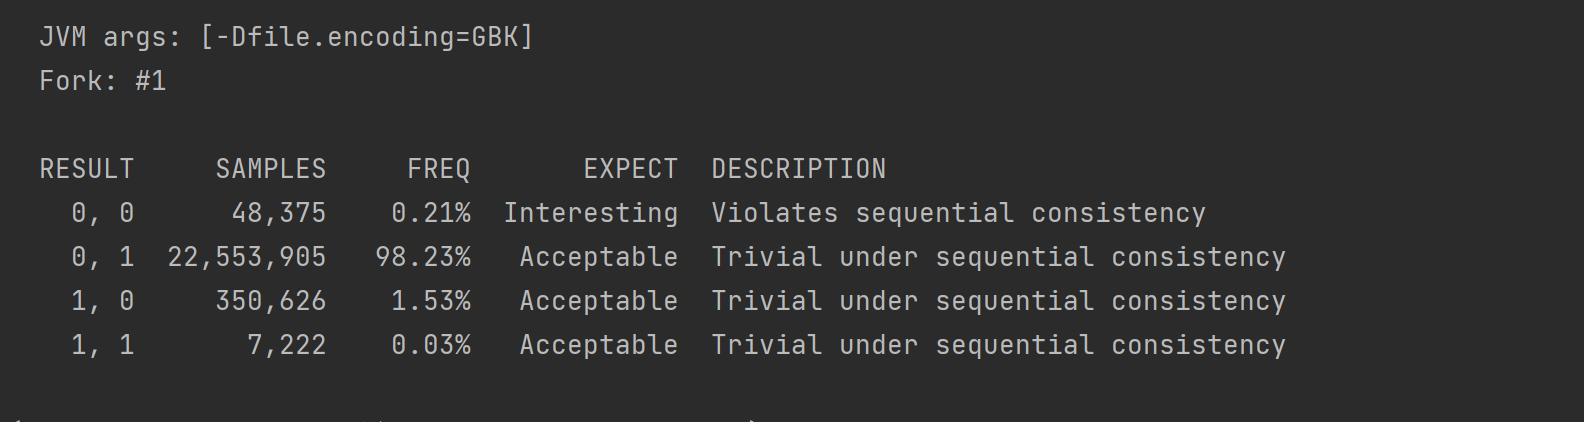 JVM args: [-Dfile.encoding=GBK]
Fork: #1
RESULT SAMPLES FREQ EXPECT DESCRIPTION
0, 0 48,375 0.21% Interesting Violates sequential consistency
0, 1 22,553,905 98.23% Acceptable Trivial under sequential consistency
1, 0 350,626 1.53% Acceptable Trivial under sequential consistency
1, 1 7,222 0.03% Acceptable Trivial under sequential consistency